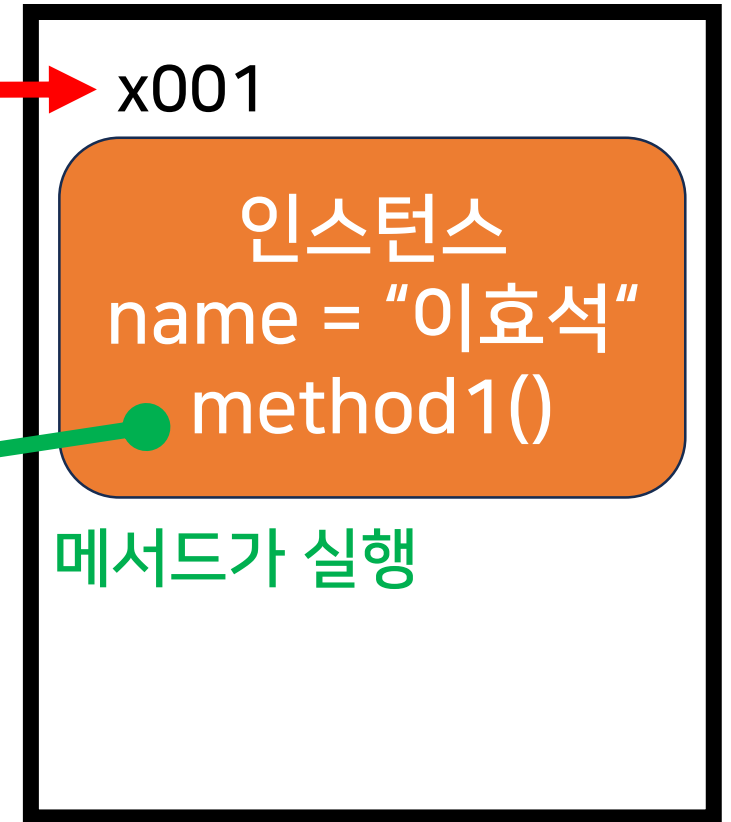 x001
인스턴스
name = “이효석“
method1()
메서드가 실행